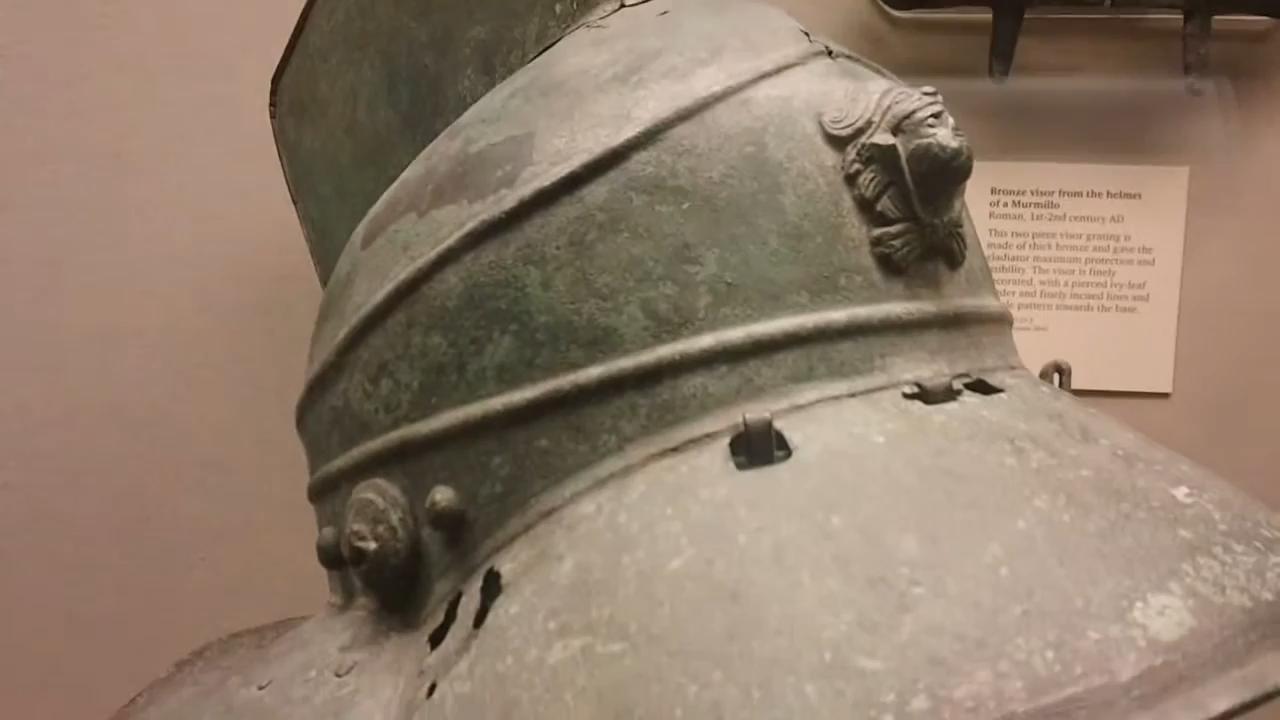 Bronze visor from the helmet
of a Murmillo
Roman, 1st-2nd century AD
This two piece visor grating is
made of thick bronze and gave the
gladiator maximum protection and
visibility. The visor is finely
decorated, with a pierced ivy-leaf
and finely incised lines and
pattern towards the base.